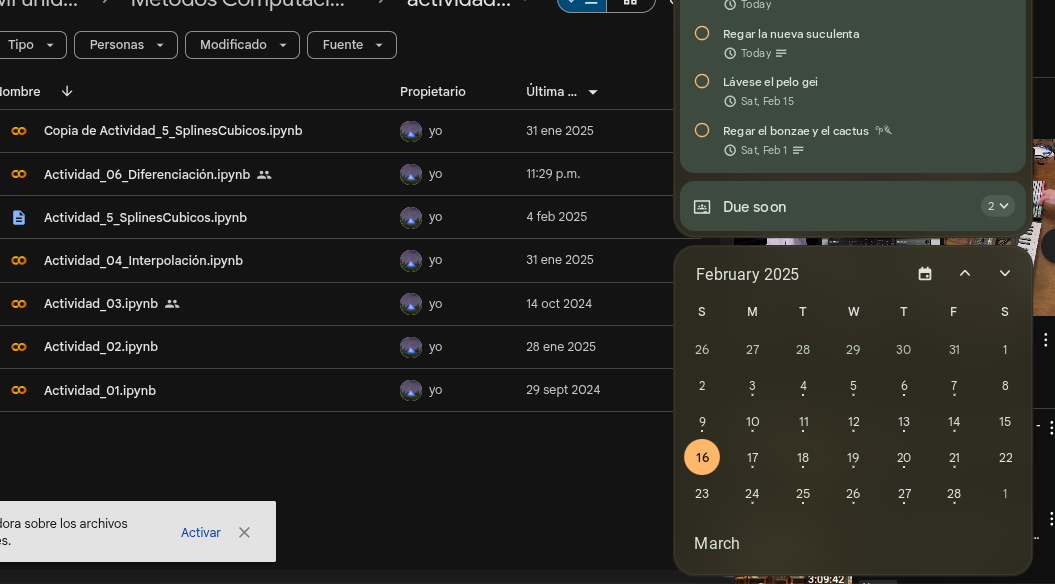 Métodos Computaci...
actividad...
Tipo
Personas
Modificado
Fuente
Nombre
Propietario
Última ...
Copia de Actividad_5_SplinesCubicos.ipynb
yo
31 ene 2025
Actividad_06_Diferenciación.ipynb
yo
11:29 p.m.
Actividad_5_SplinesCubicos.ipynb
yo
4 feb 2025
Actividad_04_Interpolación.ipynb
yo
31 ene 2025
Actividad_03.ipynb
yo
14 oct 2024
Actividad_02.ipynb
yo
28 ene 2025
Actividad_01.ipynb
yo
29 sept 2024
dora sobre los archivos
es.
Activar
Today
Regar la nueva suculenta
Today
Lávese el pelo gei
Sat, Feb 15
Regar el bonzae y el cactus
Sat, Feb 1
Due soon
2
February 2025
S M T W T F S
26 27 28 29 30 31 1
2 3 4 5 6 7 8
9 10 11 12 13 14 15
16 17 18 19 20 21 22
23 24 25 26 27 28 1
March
3:09:42